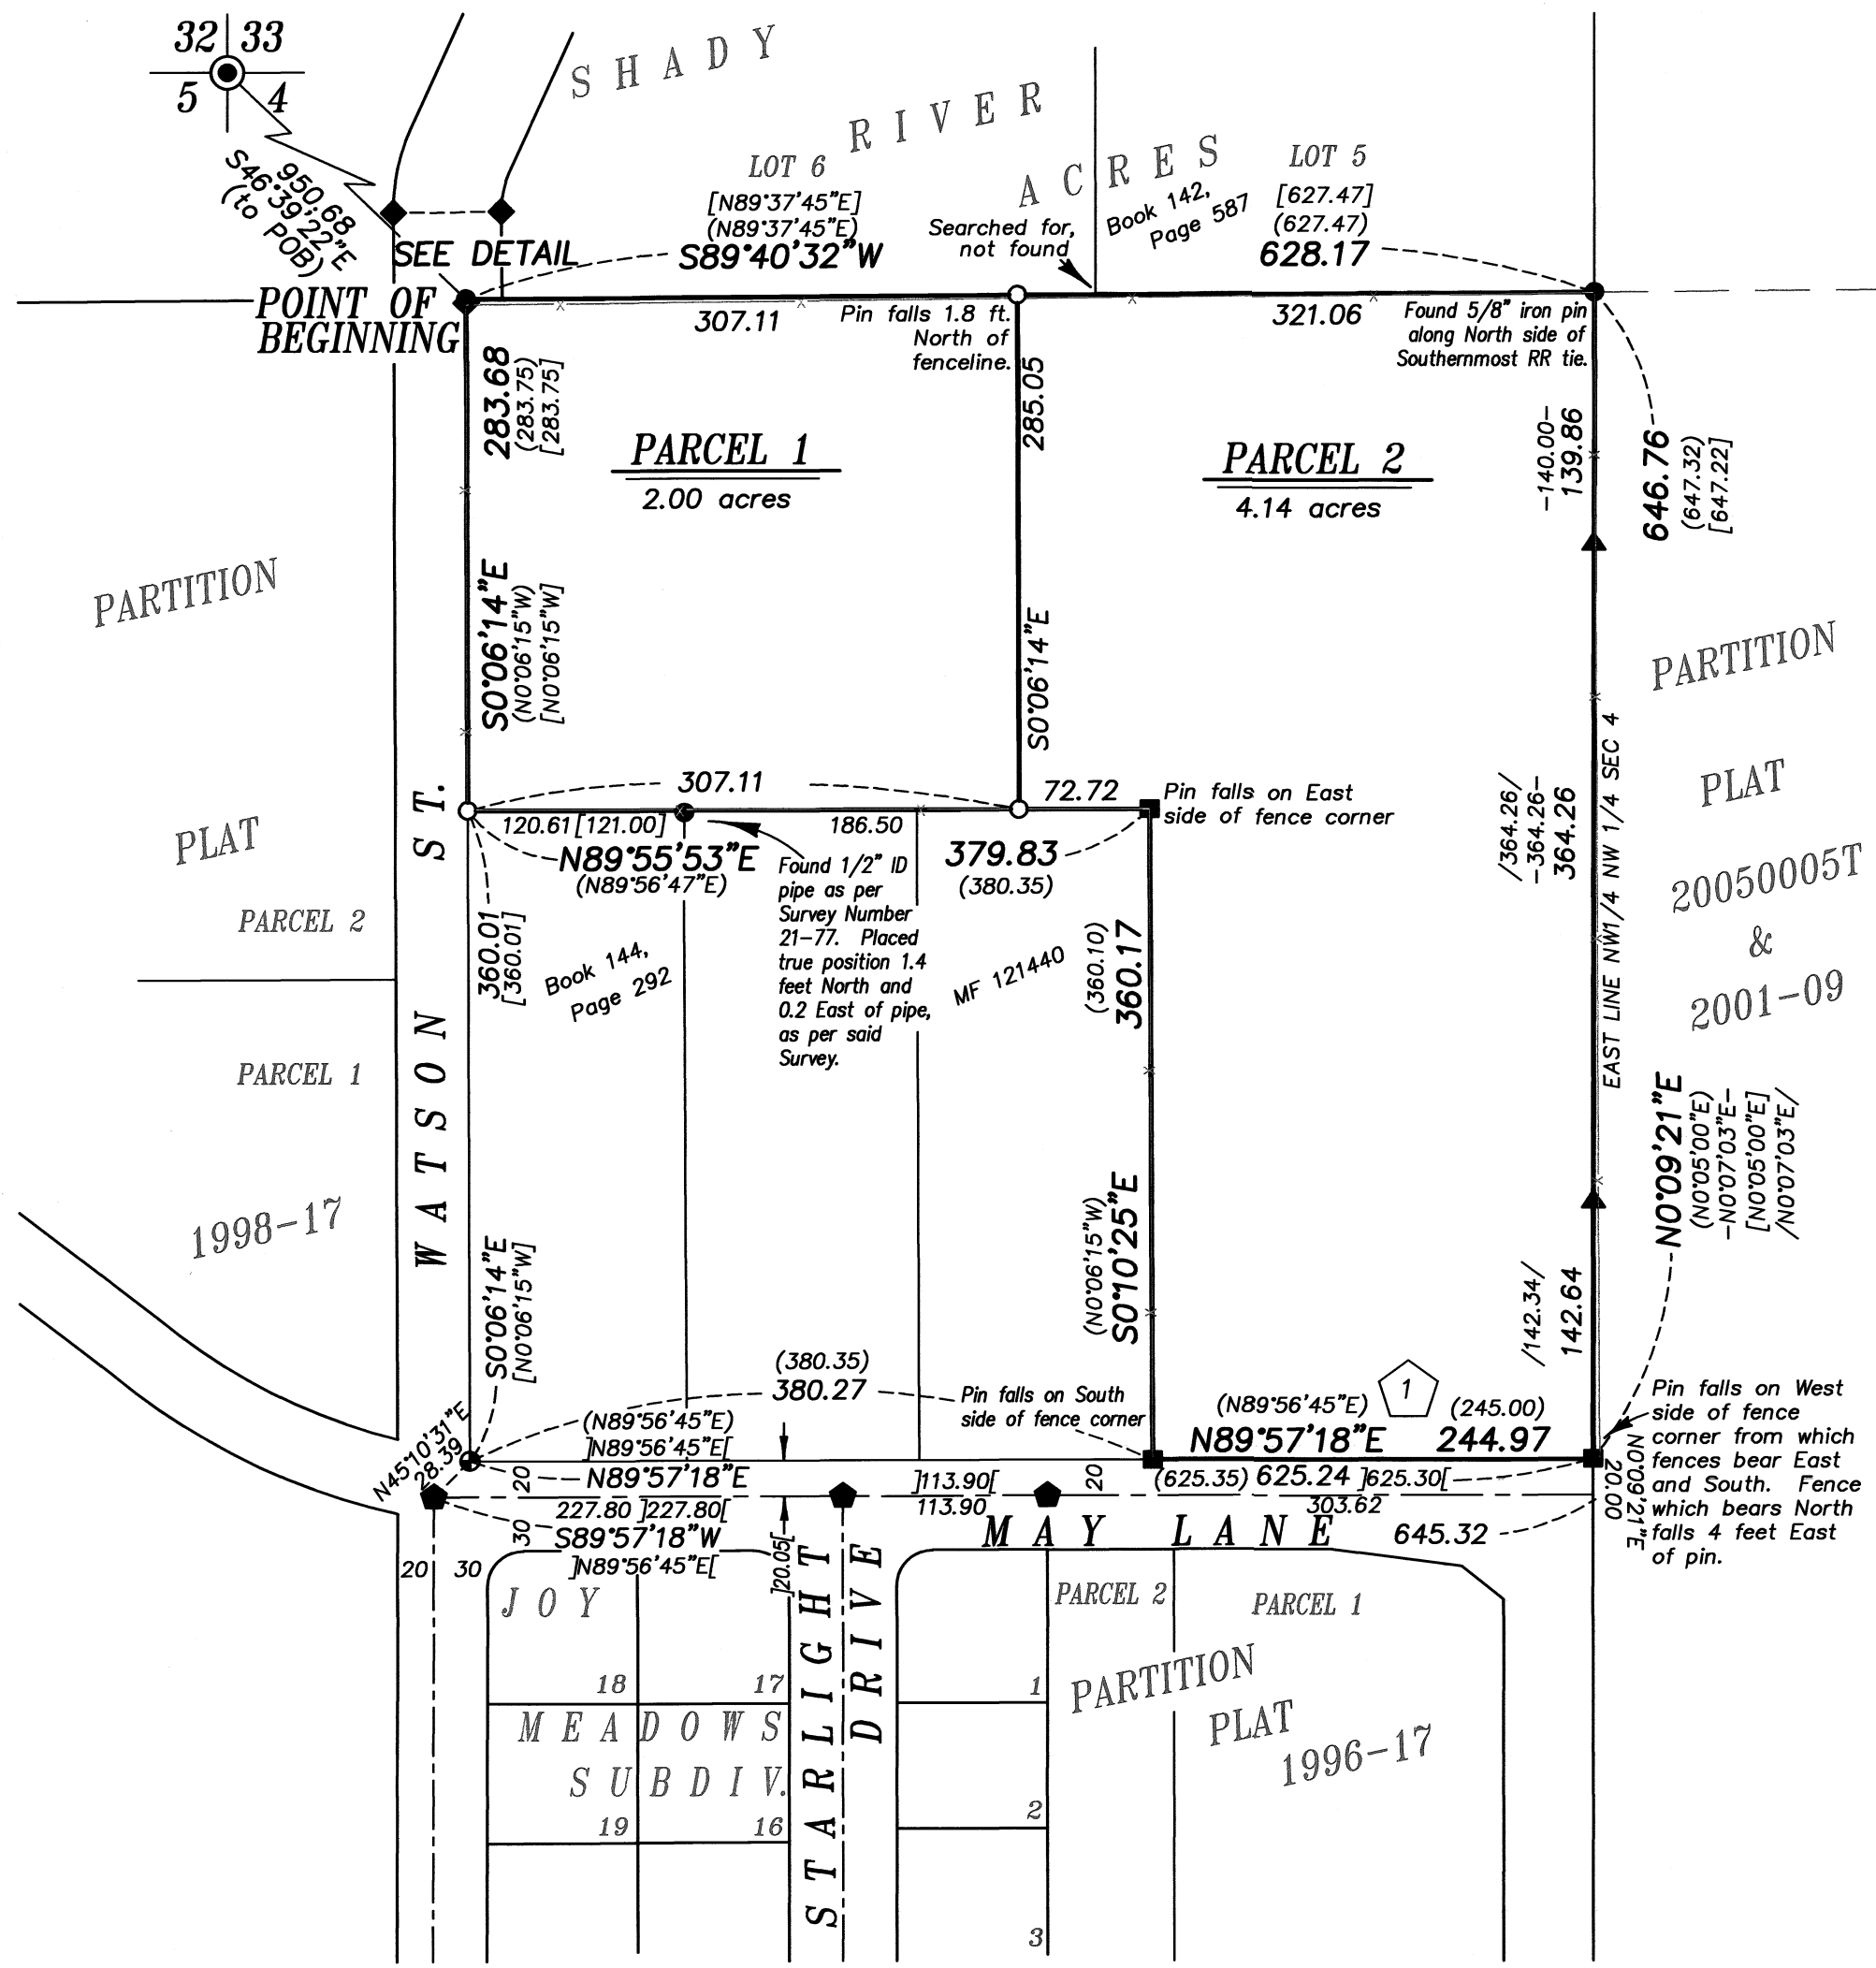 32 33
5 4
950.68
S46°39'22"E
(to POB)
SHADY
RIVER
ACRES
LOT 6
LOT 5
[N89°37'45"E]
(N89°37'45"E)
S89°40'32"W
Searched for,
not found
Book 142,
Page 587
[627.47]
(627.47)
628.17
SEE DETAIL
POINT OF
BEGINNING
307.11
Pin falls 1.8 ft.
North of
fenceline.
321.06
Found 5/8" iron pin
along North side of
Southernmost RR tie.
283.68
(283.75)
[283.75]
285.05
-140.00-
139.86
646.76
(647.32)
[647.22]
PARCEL 1
2.00 acres
PARCEL 2
4.14 acres
S0°06'14"E
(N0°06'15"W)
[N0°06'15"W]
S0°06'14"E
PARTITION
PLAT
PARCEL 2
PARCEL 1
1998-17
WATSON ST.
307.11
72.72
Pin falls on East
side of fence corner
120.61[121.00]
186.50
N89°55'53"E
(N89°56'47"E)
379.83
(380.35)
Found 1/2" ID
pipe as per
Survey Number
21-77. Placed
true position 1.4
feet North and
0.2 East of pipe,
as per said
Survey.
360.01
[360.01]
Book 144,
Page 292
MF 121440
(360.10)
360.17
/364.26/
-364.26-
364.26
EAST LINE NW1/4 NW 1/4 SEC 4
PARTITION
PLAT
20050005T
&
2001-09
N0°09'21"E
(N0°05'00"E)
-N0°07'03"E-
[N0°05'00"E]
/N0°07'03"E/
(N0°06'15"W)
S0°10'25"E
/142.34/
142.64
S0°06'14"E
[N0°06'15"W]
(380.35)
380.27
Pin falls on South
side of fence corner
(N89°56'45"E)
1
(245.00)
N89°57'18"E
244.97
Pin falls on West
side of fence
corner from which
fences bear East
and South. Fence
which bears North
falls 4 feet East
of pin.
N45°10'31"E
28.39
(N89°56'45"E)
]N89°56'45"E[
20
N89°57'18"E
]113.90[
20
(625.35) 625.24 ]625.30[
N0°09'21"E
20.00
227.80 ]227.80[
113.90
303.62
30
S89°57'18"W
]N89°56'45"E[
]20.05[
MAY LANE
645.32
20
30
JOY
MEADOWS
SUBDIV.
18
17
19
16
STARLIGHT
DRIVE
1
2
3
PARCEL 2
PARCEL 1
PARTITION
PLAT
1996-17